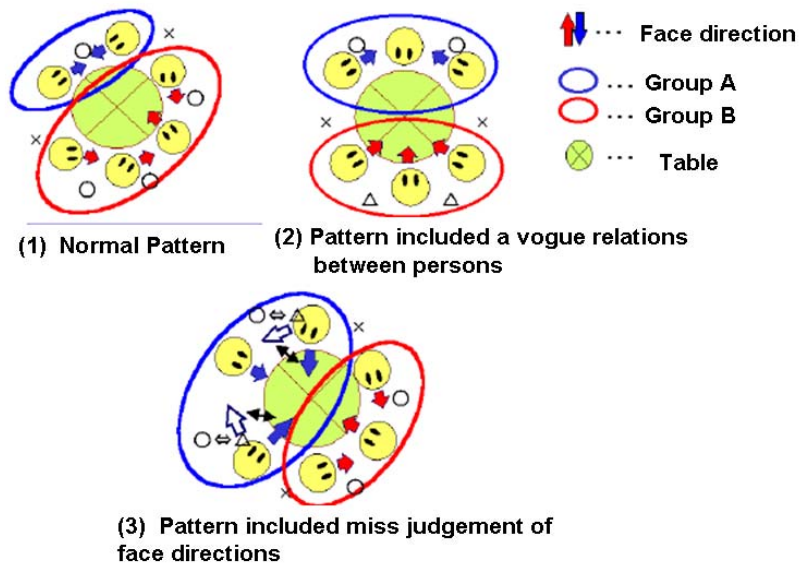 ··· Face direction
··· Group A
··· Group B
··· Table
(1) Normal Pattern
(2) Pattern included a vogue relations
between persons
(3) Pattern included miss judgement of
face directions